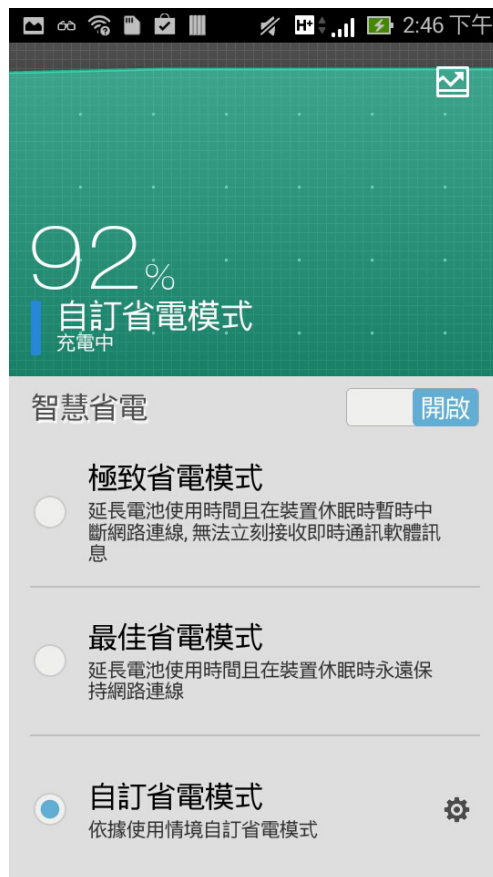 H+ 2:46 下午
92%
自訂省電模式
充電中
智慧省電
開啟
極致省電模式
延長電池使用時間且在裝置休眠時暫時中
斷網路連線, 無法立刻接收即時通訊軟體訊
息
最佳省電模式
延長電池使用時間且在裝置休眠時永遠保
持網路連線
自訂省電模式
依據使用情境自訂省電模式